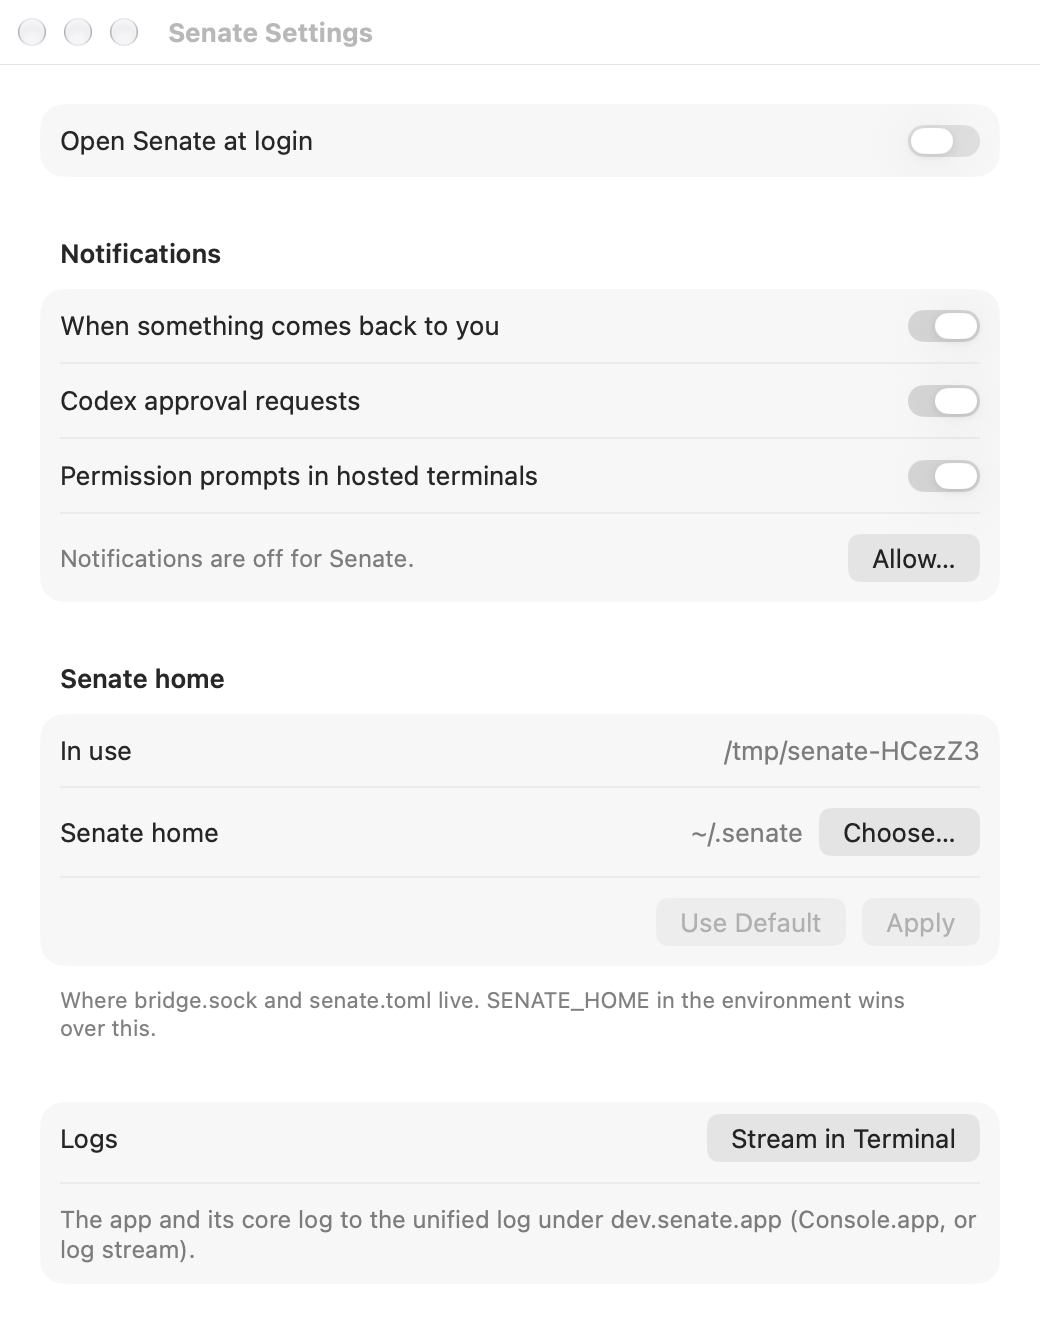 Senate Settings
Open Senate at login
Notifications
When something comes back to you
Codex approval requests
Permission prompts in hosted terminals
Notifications are off for Senate.
Allow...
Senate home
In use
/tmp/senate-HCezZ3
Senate home
~/.senate
Choose...
Use Default
Apply
Where bridge.sock and senate.toml live. SENATE_HOME in the environment wins
over this.
Logs
Stream in Terminal
The app and its core log to the unified log under dev.senate.app (Console.app, or
log stream).